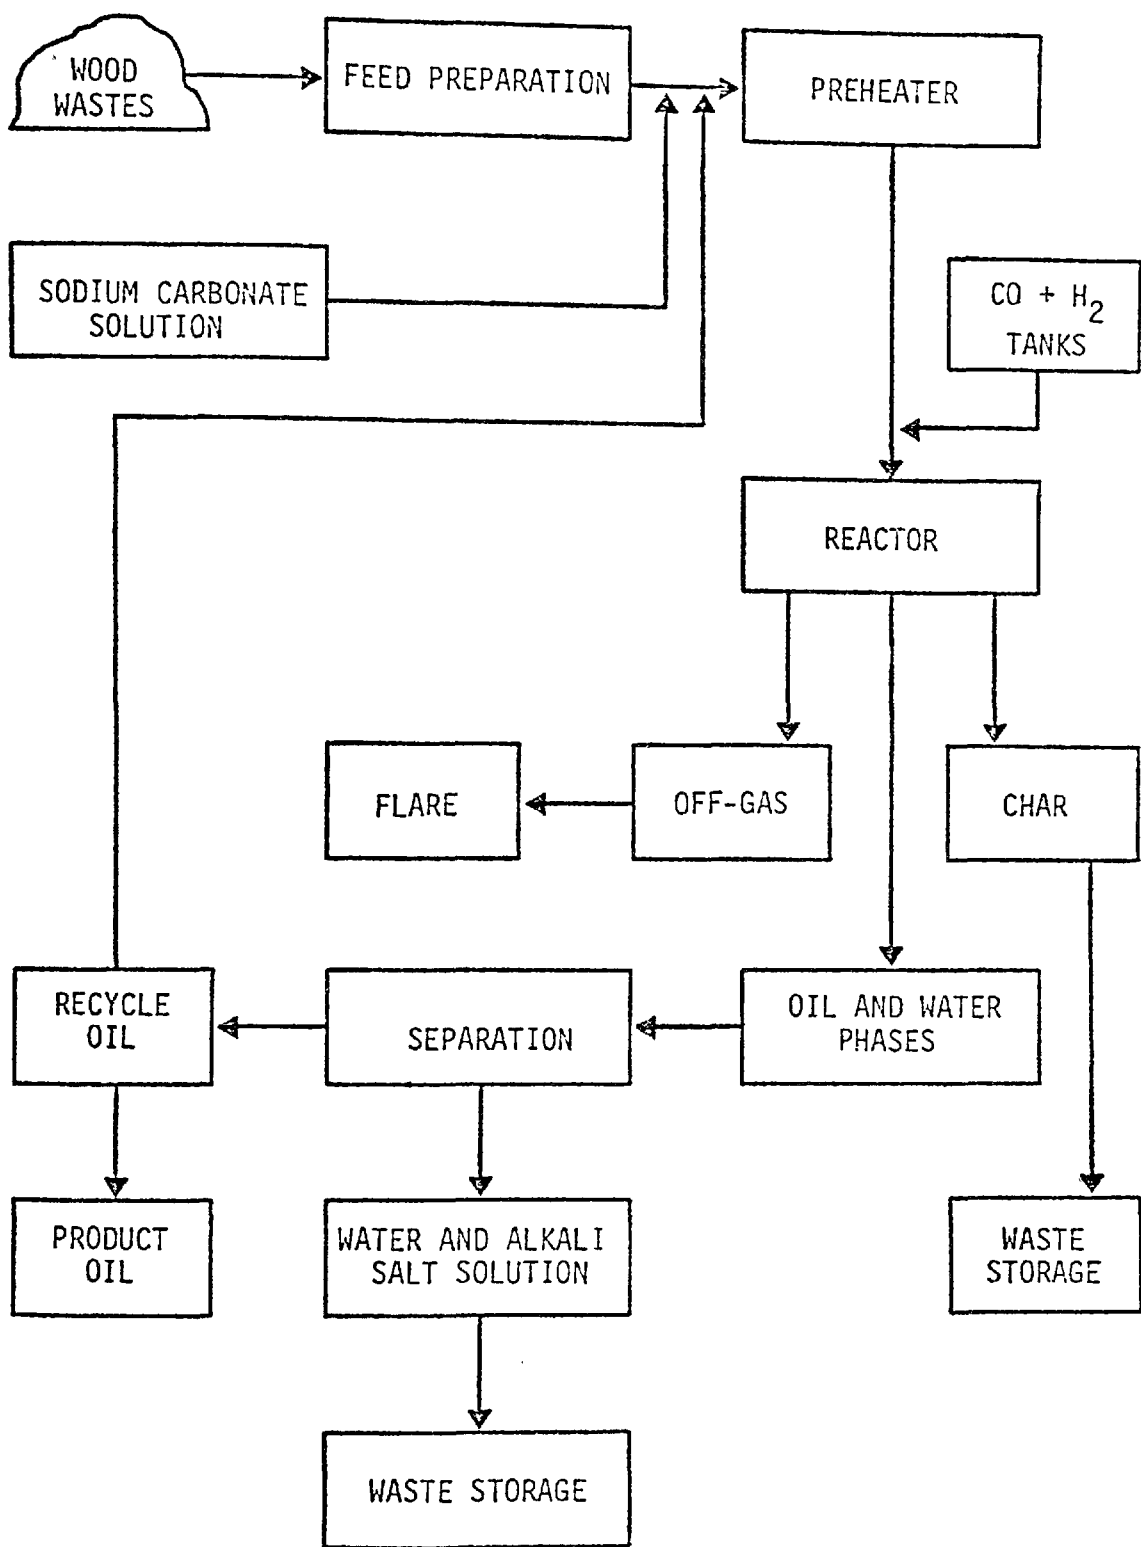 WOOD
WASTES
FEED PREPARATION
PREHEATER
SODIUM CARBONATE
SOLUTION
CO + H2
TANKS
REACTOR
FLARE
OFF-GAS
CHAR
RECYCLE
OIL
SEPARATION
OIL AND WATER
PHASES
PRODUCT
OIL
WATER AND ALKALI
SALT SOLUTION
WASTE
STORAGE
WASTE STORAGE